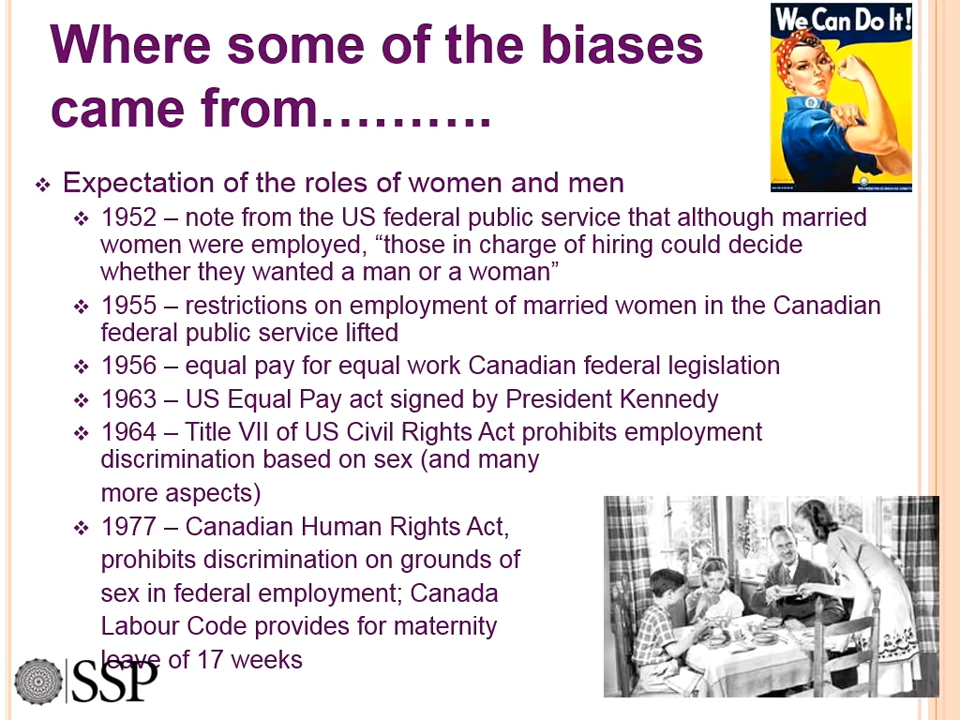 Where some of the biases
came from……….
We Can Do It!
❖ Expectation of the roles of women and men
❖ 1952 – note from the US federal public service that although married
women were employed, “those in charge of hiring could decide
whether they wanted a man or a woman”
❖ 1955 – restrictions on employment of married women in the Canadian
federal public service lifted
❖ 1956 – equal pay for equal work Canadian federal legislation
❖ 1963 – US Equal Pay act signed by President Kennedy
❖ 1964 – Title VII of US Civil Rights Act prohibits employment
discrimination based on sex (and many
more aspects)
❖ 1977 – Canadian Human Rights Act,
prohibits discrimination on grounds of
sex in federal employment; Canada
Labour Code provides for maternity
leave of 17 weeks
SSP